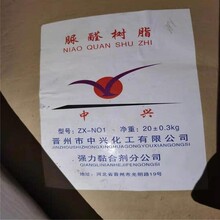 脲醛树脂
NIAO QUAN SHU ZHI
中 兴
型号:ZX-NO1 · 净重:20±0.3kg
晋州市中兴化工有限公司
强力黏合剂分公司